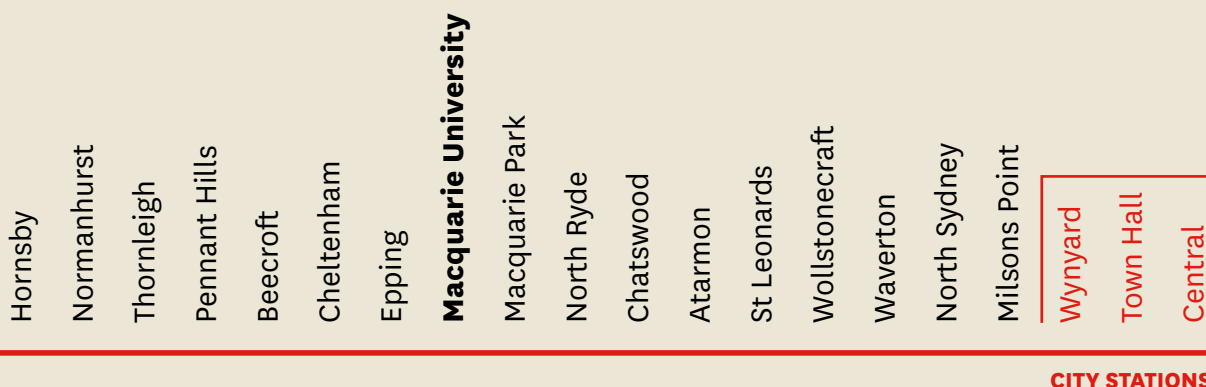 Hornsby
Normanhurst
Thornleigh
Pennant Hills
Beecroft
Cheltenham
Epping
Macquarie University
Macquarie Park
North Ryde
Chatswood
Atarmon
St Leonards
Wollstonecraft
Waverton
North Sydney
Milsons Point
Wynyard
Town Hall
Central
CITY STATIONS